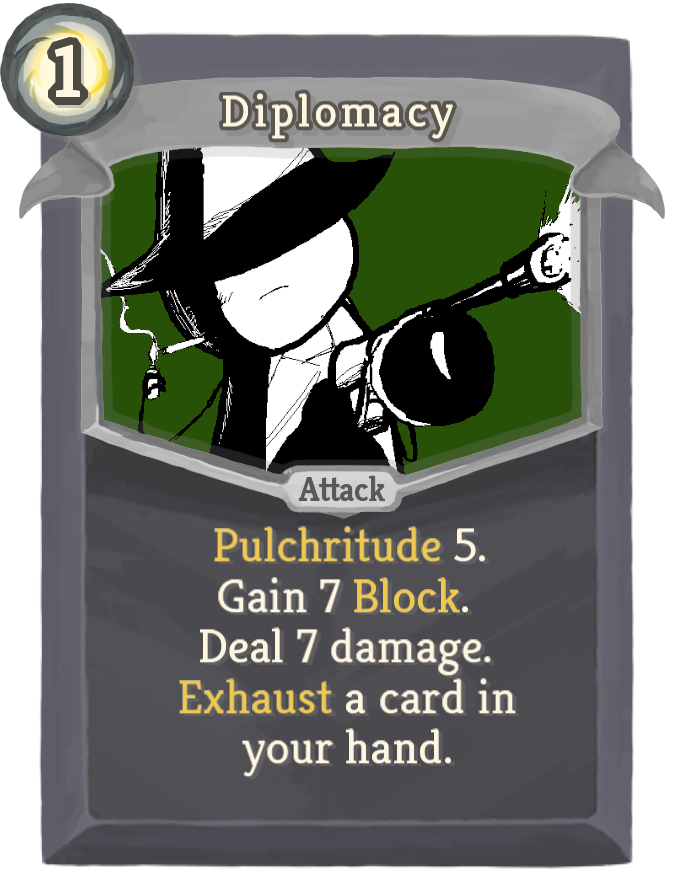 1
Diplomacy
Attack
Pulchritude 5.
Gain 7 Block.
Deal 7 damage.
Exhaust a card in
your hand.